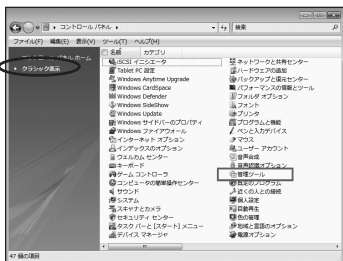 ▸ コントロール パネル ▸
検索
ファイル(F) 編集(E) 表示(V) ツール(T) ヘルプ(H)
コントロール パネル ホーム
クラシック表示
名前 カテゴリ
iSCSI イニシエータ
Tablet PC 設定
Windows Anytime Upgrade
Windows CardSpace
Windows Defender
Windows SideShow
Windows Update
Windows サイドバーのプロパティ
Windows ファイアウォール
インターネット オプション
インデックスのオプション
ウェルカム センター
キーボード
ゲーム コントローラ
コンピュータの簡単操作センター
サウンド
システム
スキャナとカメラ
セキュリティ センター
タスク バーと [スタート] メニュー
デバイス マネージャ
ネットワークと共有センター
ハードウェアの追加
バックアップと復元センター
パフォーマンスの情報とツール
フォルダ オプション
フォント
プリンタ
プログラムと機能
ペンと入力デバイス
マウス
ユーザー アカウント
音声合成
音声認識オプション
管理ツール
既定のプログラム
近くの人との接続
個人設定
自動再生
色の管理
地域と言語のオプション
電源オプション
47 個の項目